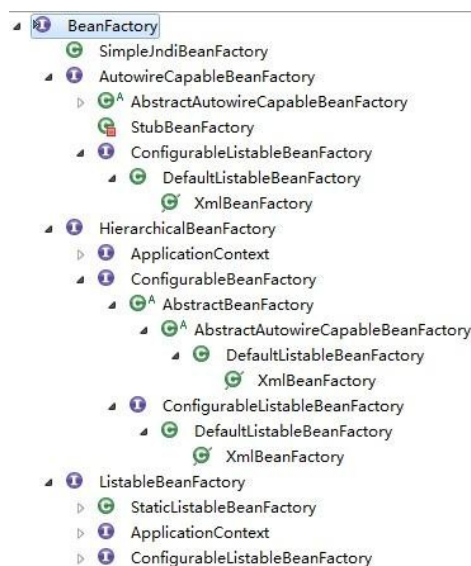 BeanFactory
SimpleJndiBeanFactory
AutowireCapableBeanFactory
AbstractAutowireCapableBeanFactory
StubBeanFactory
ConfigurableListableBeanFactory
DefaultListableBeanFactory
XmlBeanFactory
HierarchicalBeanFactory
ApplicationContext
ConfigurableBeanFactory
AbstractBeanFactory
AbstractAutowireCapableBeanFactory
DefaultListableBeanFactory
XmlBeanFactory
ConfigurableListableBeanFactory
DefaultListableBeanFactory
XmlBeanFactory
ListableBeanFactory
StaticListableBeanFactory
ApplicationContext
ConfigurableListableBeanFactory